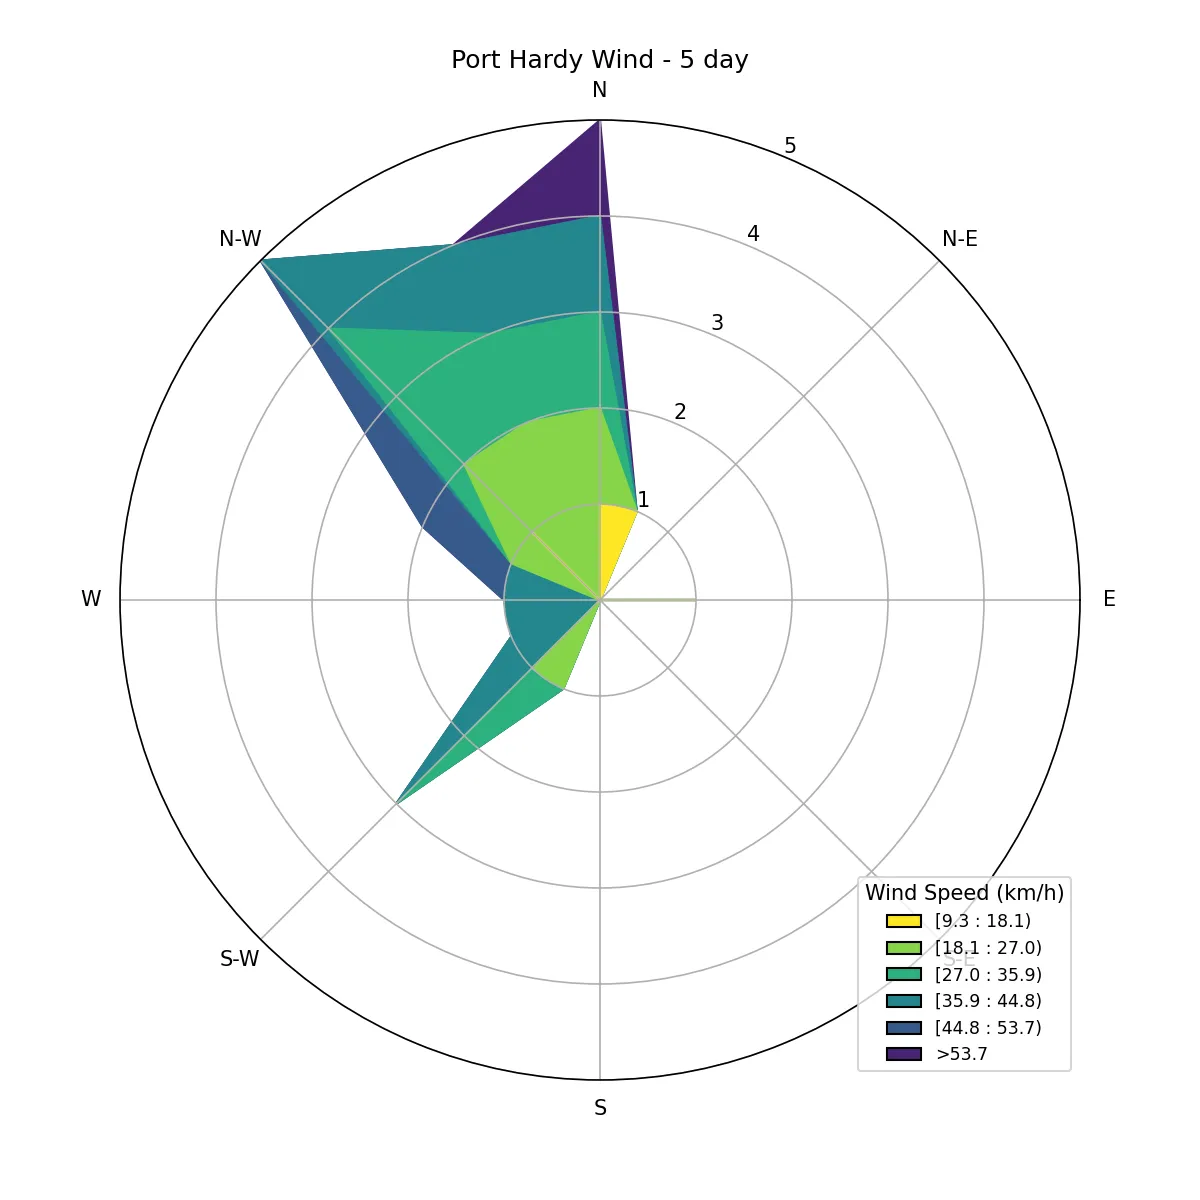 Port Hardy Wind - 5 day
N
5
N-W
N-E
4
3
2
1
W
E
S-W
S-E
S
Wind Speed (km/h)
[9.3 : 18.1)
[18.1 : 27.0)
[27.0 : 35.9)
[35.9 : 44.8)
[44.8 : 53.7)
>53.7